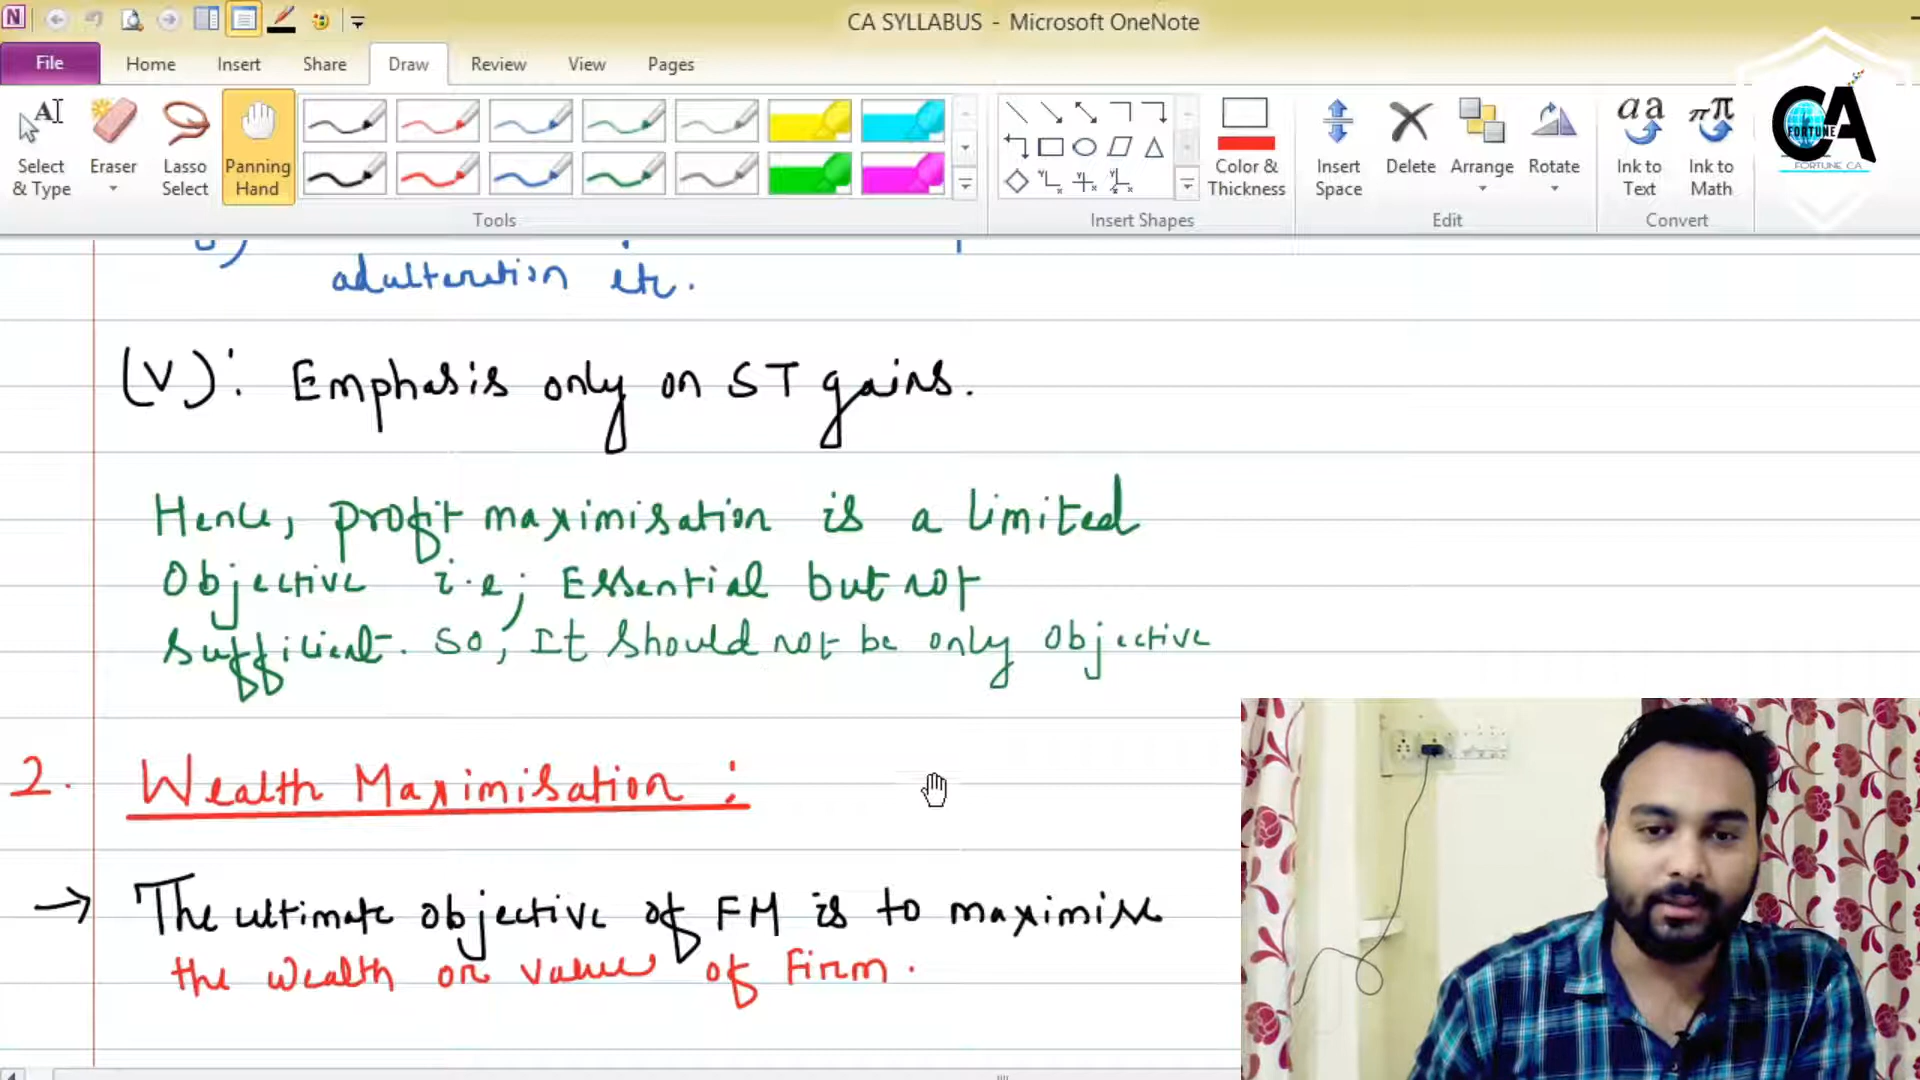 CA SYLLABUS - Microsoft OneNote
File Home Insert Share Draw Review View Pages
Select & Type
Eraser
Lasso Select
Panning Hand
Color & Thickness
Insert Space
Delete
Arrange
Rotate
Ink to Text
Ink to Math
Tools
Insert Shapes
Edit
Convert
CA
FORTUNE
FORTUNE CA
adulteration etc.
(V): Emphasis only on ST gains.
Hence, profit maximisation is a limited
Objective i.e; Essential but not
Sufficient. So, It should not be only objective
2. Wealth Maximisation :
→ The ultimate objective of FM is to maximise
the wealth or value of Firm.